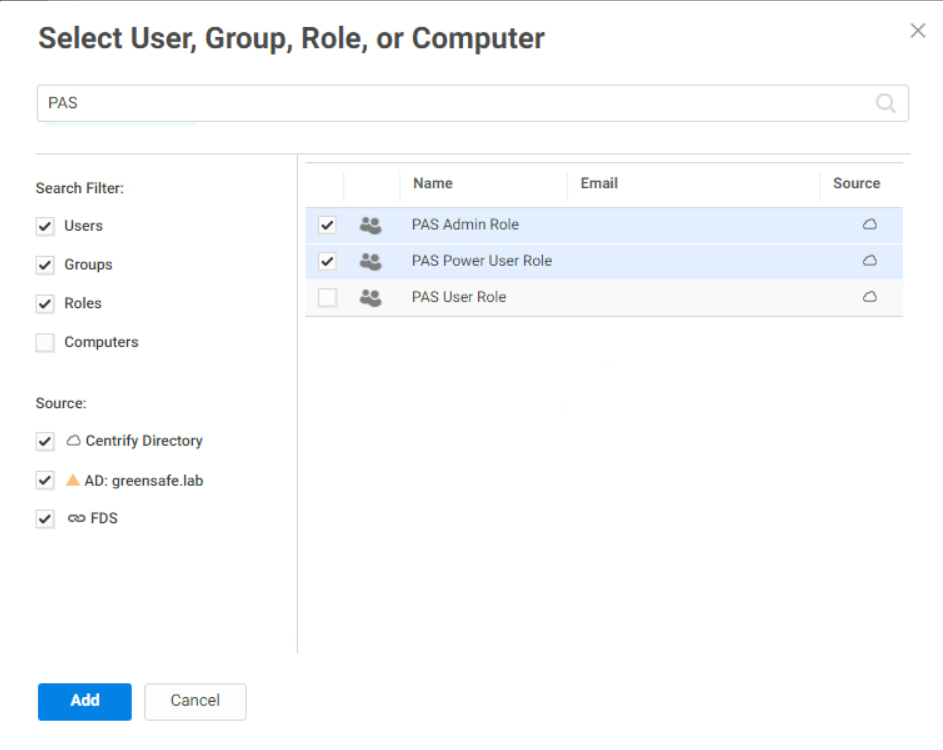 Select User, Group, Role, or Computer
PAS
Search Filter:
Users
Groups
Roles
Computers
Source:
Centrify Directory
AD: greensafe.lab
FDS
Name Email Source
PAS Admin Role
PAS Power User Role
PAS User Role
Add Cancel